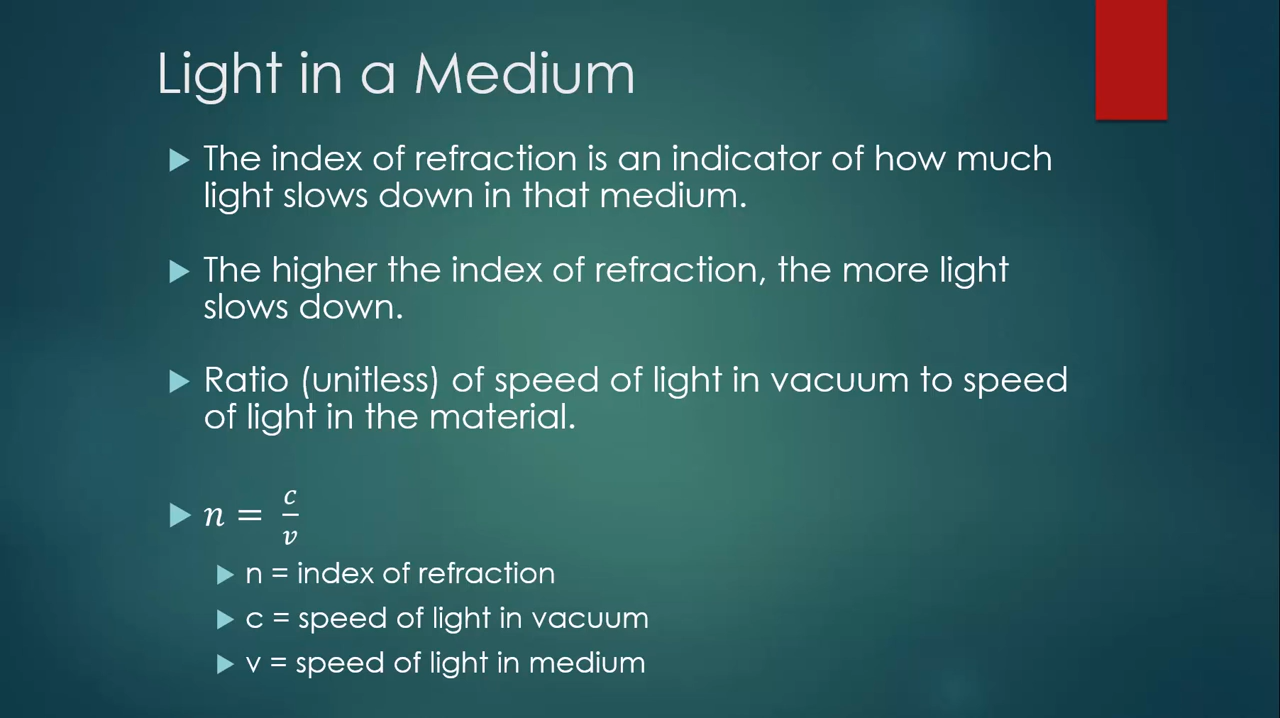 Light in a Medium
The index of refraction is an indicator of how much
light slows down in that medium.
The higher the index of refraction, the more light
slows down.
Ratio (unitless) of speed of light in vacuum to speed
of light in the material.
n = c/v
n = index of refraction
c = speed of light in vacuum
v = speed of light in medium